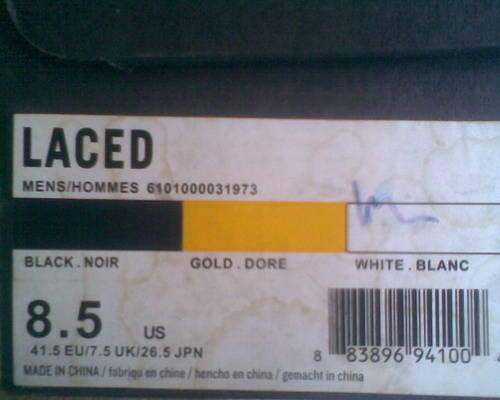 LACED
MENS/HOMMES 6101000031973
BLACK.NOIR GOLD.DORE WHITE.BLANC
8.5 US
41.5 EU/7.5 UK/26.5 JPN
8 83896 94100
MADE IN CHINA / fabriqu en chine / hencho en china / gemacht in china